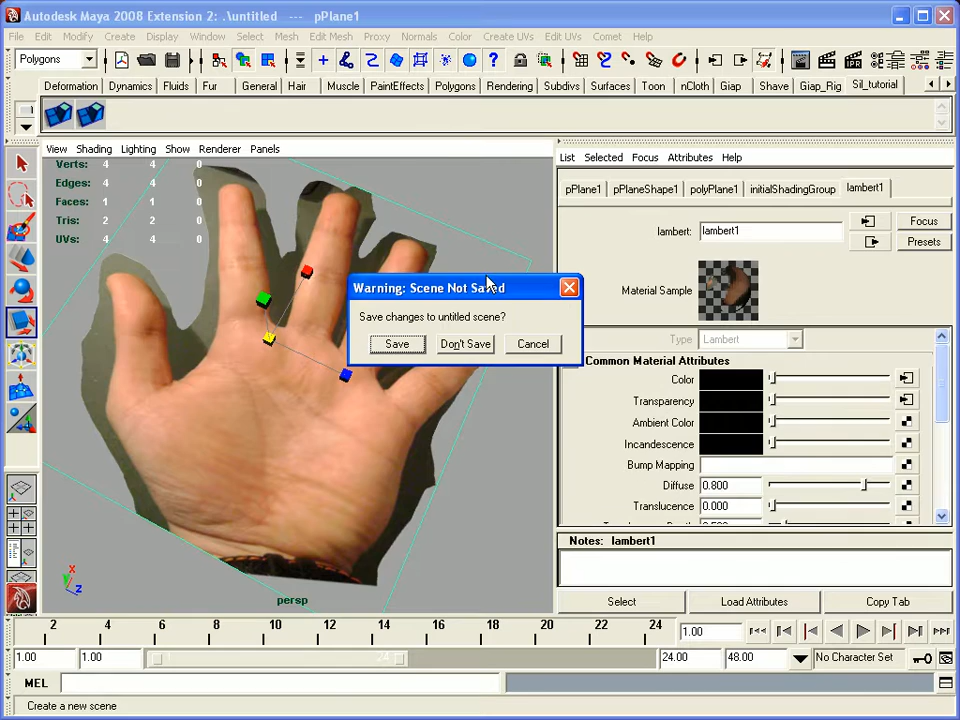 Autodesk Maya 2008 Extension 2: .\untitled --- pPlane1
File Edit Modify Create Display Window Select Mesh Edit Mesh Proxy Normals Color Create UVs Edit UVs Comet Help
Polygons
Deformation Dynamics Fluids Fur General Hair Muscle PaintEffects Polygons Rendering Subdivs Surfaces Toon nCloth Giap Shave Giap_Rig Sil_tutorial
View Shading Lighting Show Renderer Panels
List Selected Focus Attributes Help
Verts: 4 4 0
Edges: 4 4 0
Faces: 1 1 0
Tris: 2 2 0
UVs: 4 4 0
pPlane1 pPlaneShape1 polyPlane1 initialShadingGroup lambert1
lambert: lambert1
Focus
Presets
Material Sample
Warning: Scene Not Saved
Save changes to untitled scene?
Save Don't Save Cancel
Type Lambert
Common Material Attributes
Color
Transparency
Ambient Color
Incandescence
Bump Mapping
Diffuse 0.800
Translucence 0.000
Notes: lambert1
x
y
z
persp
Select Load Attributes Copy Tab
2 4 6 8 10 12 14 16 18 20 22 24
1.00
1.00 1.00 24 24.00 48.00 No Character Set
MEL
Create a new scene